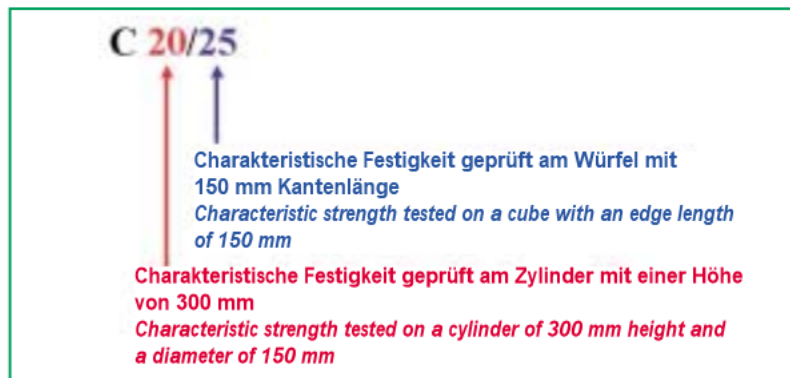 C 20/25
Charakteristische Festigkeit geprüft am Würfel mit
150 mm Kantenlänge
Characteristic strength tested on a cube with an edge length
of 150 mm
Charakteristische Festigkeit geprüft am Zylinder mit einer Höhe
von 300 mm
Characteristic strength tested on a cylinder of 300 mm height and
a diameter of 150 mm